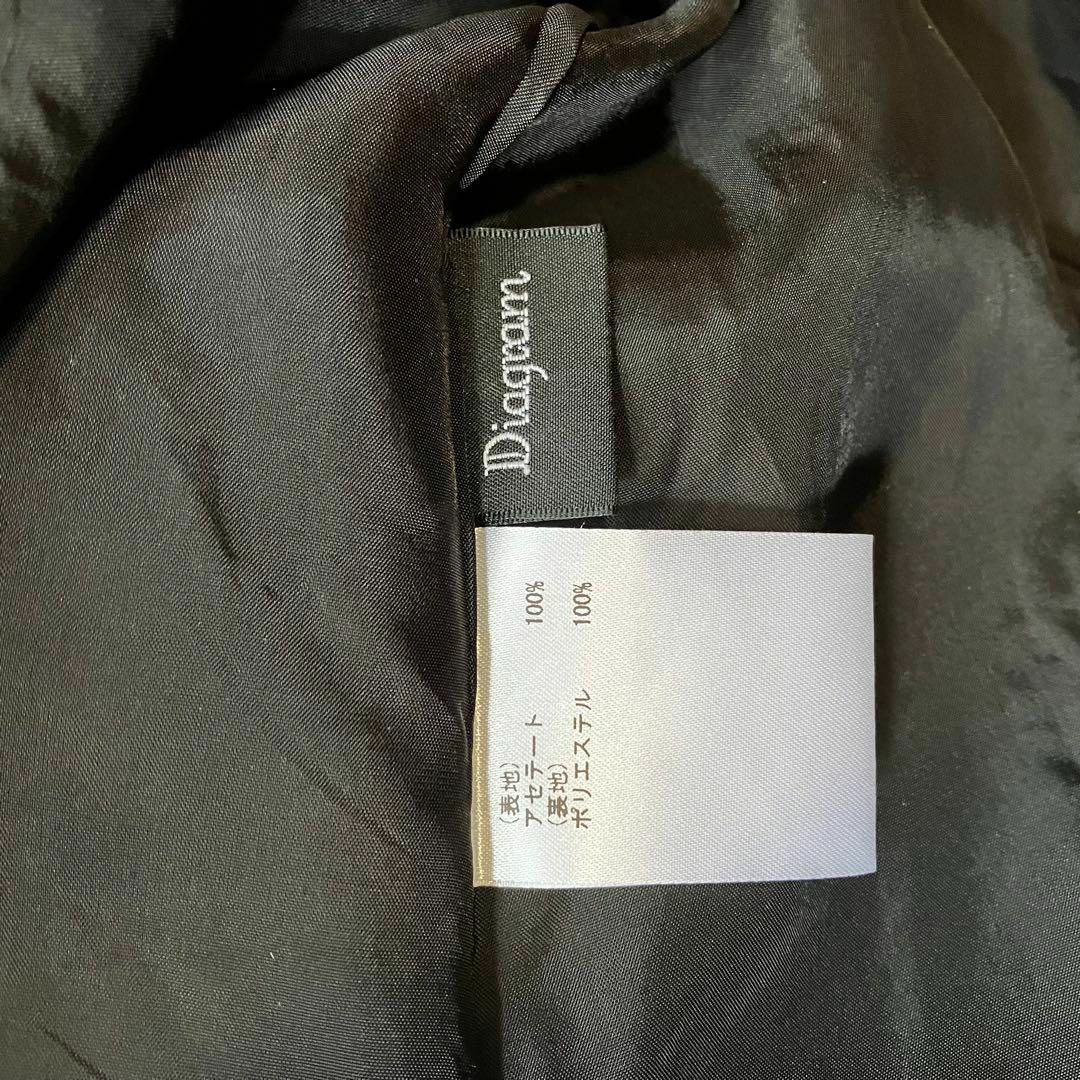 Diagram
(表地)
アセテート 100%
(裏地)
ポリエステル 100%